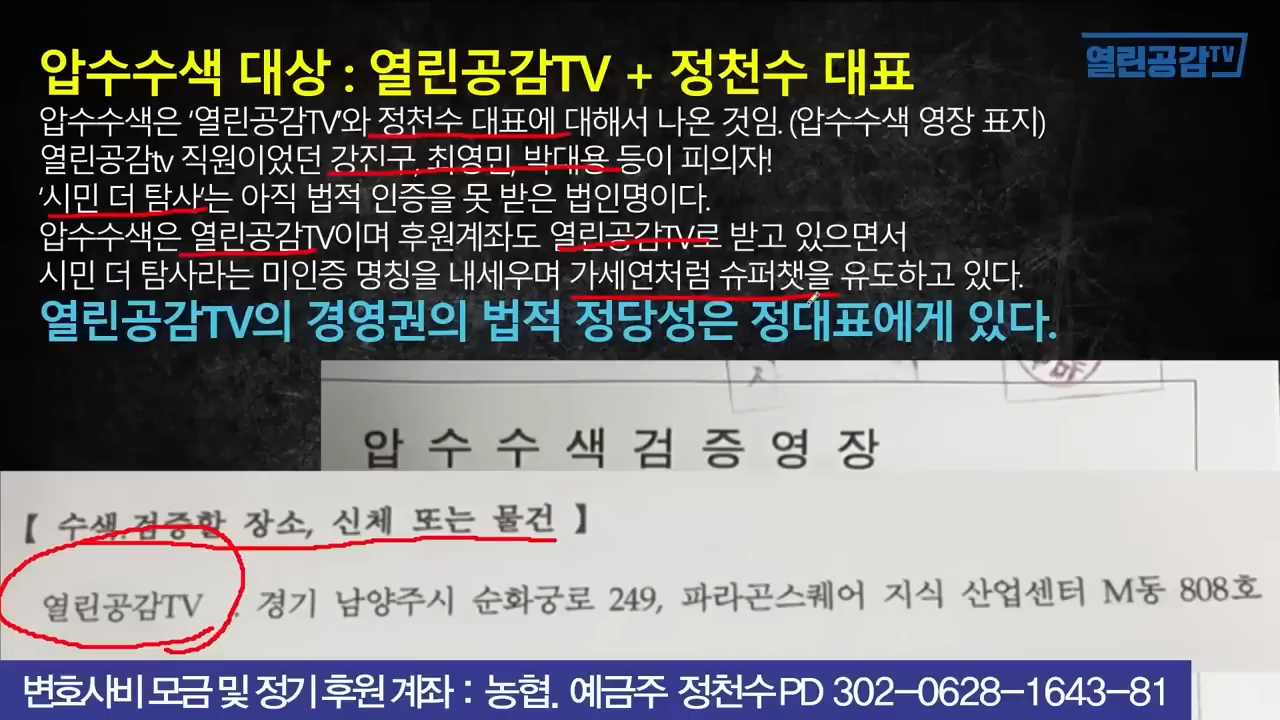 압수수색 대상 : 열린공감TV + 정천수 대표
열린공감TV
압수수색은 ‘열린공감TV’와 정천수 대표에 대해서 나온 것임. (압수수색 영장 표지)
열린공감tv 직원이었던 강진구, 최영민, 박대용 등이 피의자!
‘시민 더 탐사’는 아직 법적 인증을 못 받은 법인명이다.
압수수색은 열린공감TV이며 후원계좌도 열린공감TV로 받고 있으면서
시민 더 탐사라는 미인증 명칭을 내세우며 가세연처럼 슈퍼챗을 유도하고 있다.
열린공감TV의 경영권의 법적 정당성은 정대표에게 있다.
압수수색검증영장
【 수색.검증할 장소, 신체 또는 물건 】
열린공감TV : 경기 남양주시 순화궁로 249, 파라곤스퀘어 지식 산업센터 M동 808호
변호사비 모금 및 정기 후원 계좌 : 농협. 예금주 정천수PD 302-0628-1643-81